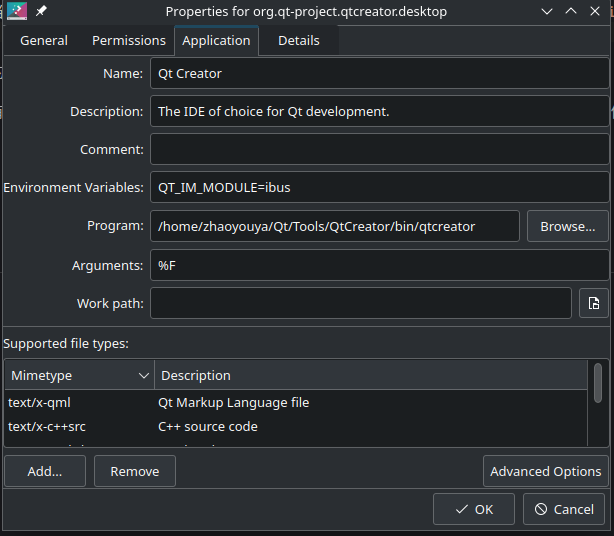 Properties for org.qt-project.qtcreator.desktop
General Permissions Application Details
Name: Qt Creator
Description: The IDE of choice for Qt development.
Comment:
Environment Variables: QT_IM_MODULE=ibus
Program: /home/zhaoyouya/Qt/Tools/QtCreator/bin/qtcreator Browse...
Arguments: %F
Work path:
Supported file types:
Mimetype Description
text/x-qml Qt Markup Language file
text/x-c++src C++ source code
Add... Remove Advanced Options
OK Cancel